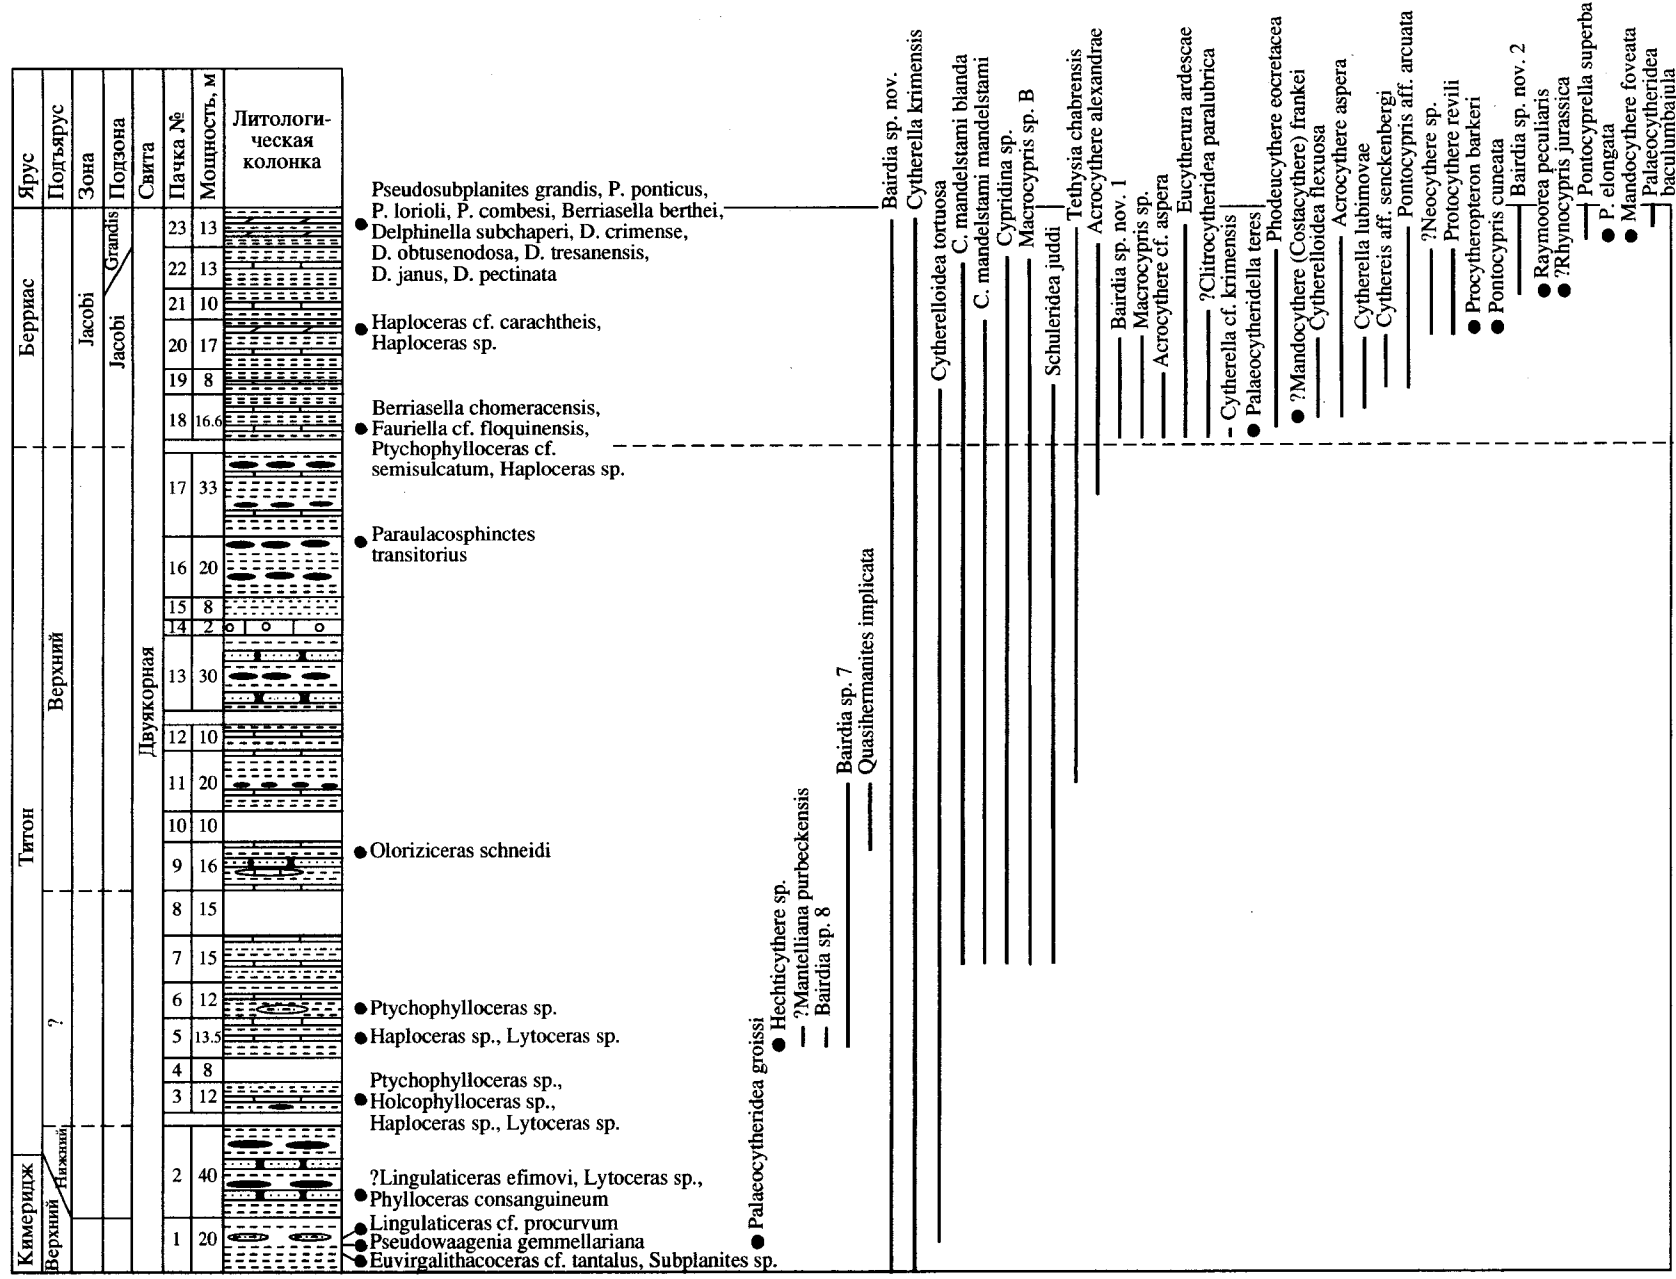 Ярус
Подъярус
Зона
Подзона
Свита
Пачка №
Мощность, м
Литологи-
ческая
колонка
Берриас
Титон
Кимеридж
Верхний
?
Нижний
Верхний
Jacobi
Grandis
Jacobi
Двуякорная
23 13
22 13
21 10
20 17
19 8
18 16.6
17 33
16 20
15 8
14 2
13 30
12 10
11 20
10 10
9 16
8 15
7 15
6 12
5 13.5
4 8
3 12
2 40
1 20
Pseudosubplanites grandis, P. ponticus,
P. lorioli, P. combesi, Berriasella berthei,
Delphinella subchaperi, D. crimense,
D. obtusenodosa, D. tresanensis,
D. janus, D. pectinata
Haploceras cf. carachtheis,
Haploceras sp.
Berriasella chomeracensis,
Fauriella cf. floquinensis,
Ptychophylloceras cf.
semisulcatum, Haploceras sp.
Paraulacosphinctes
transitorius
Oloriziceras schneidi
Ptychophylloceras sp.
Haploceras sp., Lytoceras sp.
Ptychophylloceras sp.,
Holcophylloceras sp.,
Haploceras sp., Lytoceras sp.
?Lingulaticeras efimovi, Lytoceras sp.,
Phylloceras consanguineum
Lingulaticeras cf. procurvum
Pseudowaagenia gemmellariana
Euvirgalithacoceras cf. tantalus, Subplanites sp.
Palaeocytheridea groissi
Hechticythere sp.
?Mantelliana purbeckensis
Bairdia sp. 8
Bairdia sp. 7
Quasihermanites implicata
Bairdia sp. nov.
Cytherella krimensis
Cytherelloidea tortuosa
C. mandelstami blanda
C. mandelstami mandelstami
Cypridina sp.
Macrocypris sp. B
Schuleridea juddi
Tethysia chabrensis
Acrocythere alexandrae
Bairdia sp. nov. 1
Macrocypris sp.
Acrocythere cf. aspera
Eucytherura ardescae
?Clitrocytheridea paralubrica
Cytherella cf. krimensis
Palaeocytheridella teres
Phodeucythere eocretacea
?Mandocythere (Costacythere) frankei
Cytherelloidea flexuosa
Acrocythere aspera
Cytherella lubimovae
Cythereis aff. senckenbergi
Pontocypris aff. arcuata
?Neocythere sp.
Protocythere revili
Procytheropteron barkeri
Pontocypris cuneata
Bairdia sp. nov. 2
Raymoorea peculiaris
?Rhynocypris jurassica
Pontocyprella superba
P. elongata
Mandocythere foveata
Palaeocytheridea
baculumbajula